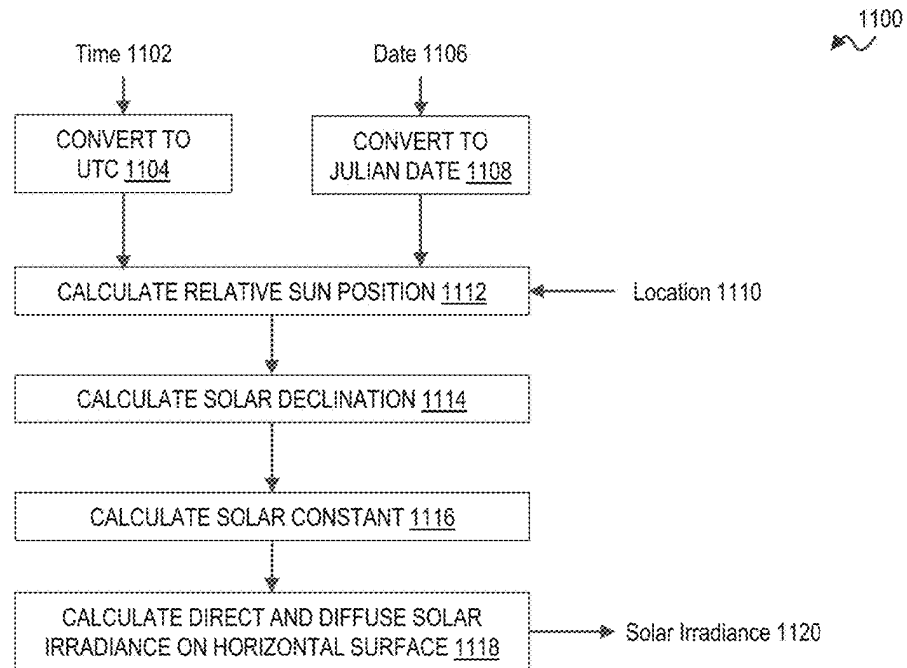 1100
Time 1102
Date 1106
CONVERT TO
UTC 1104
CONVERT TO
JULIAN DATE 1108
CALCULATE RELATIVE SUN POSITION 1112
Location 1110
CALCULATE SOLAR DECLINATION 1114
CALCULATE SOLAR CONSTANT 1116
CALCULATE DIRECT AND DIFFUSE SOLAR
IRRADIANCE ON HORIZONTAL SURFACE 1118
Solar Irradiance 1120